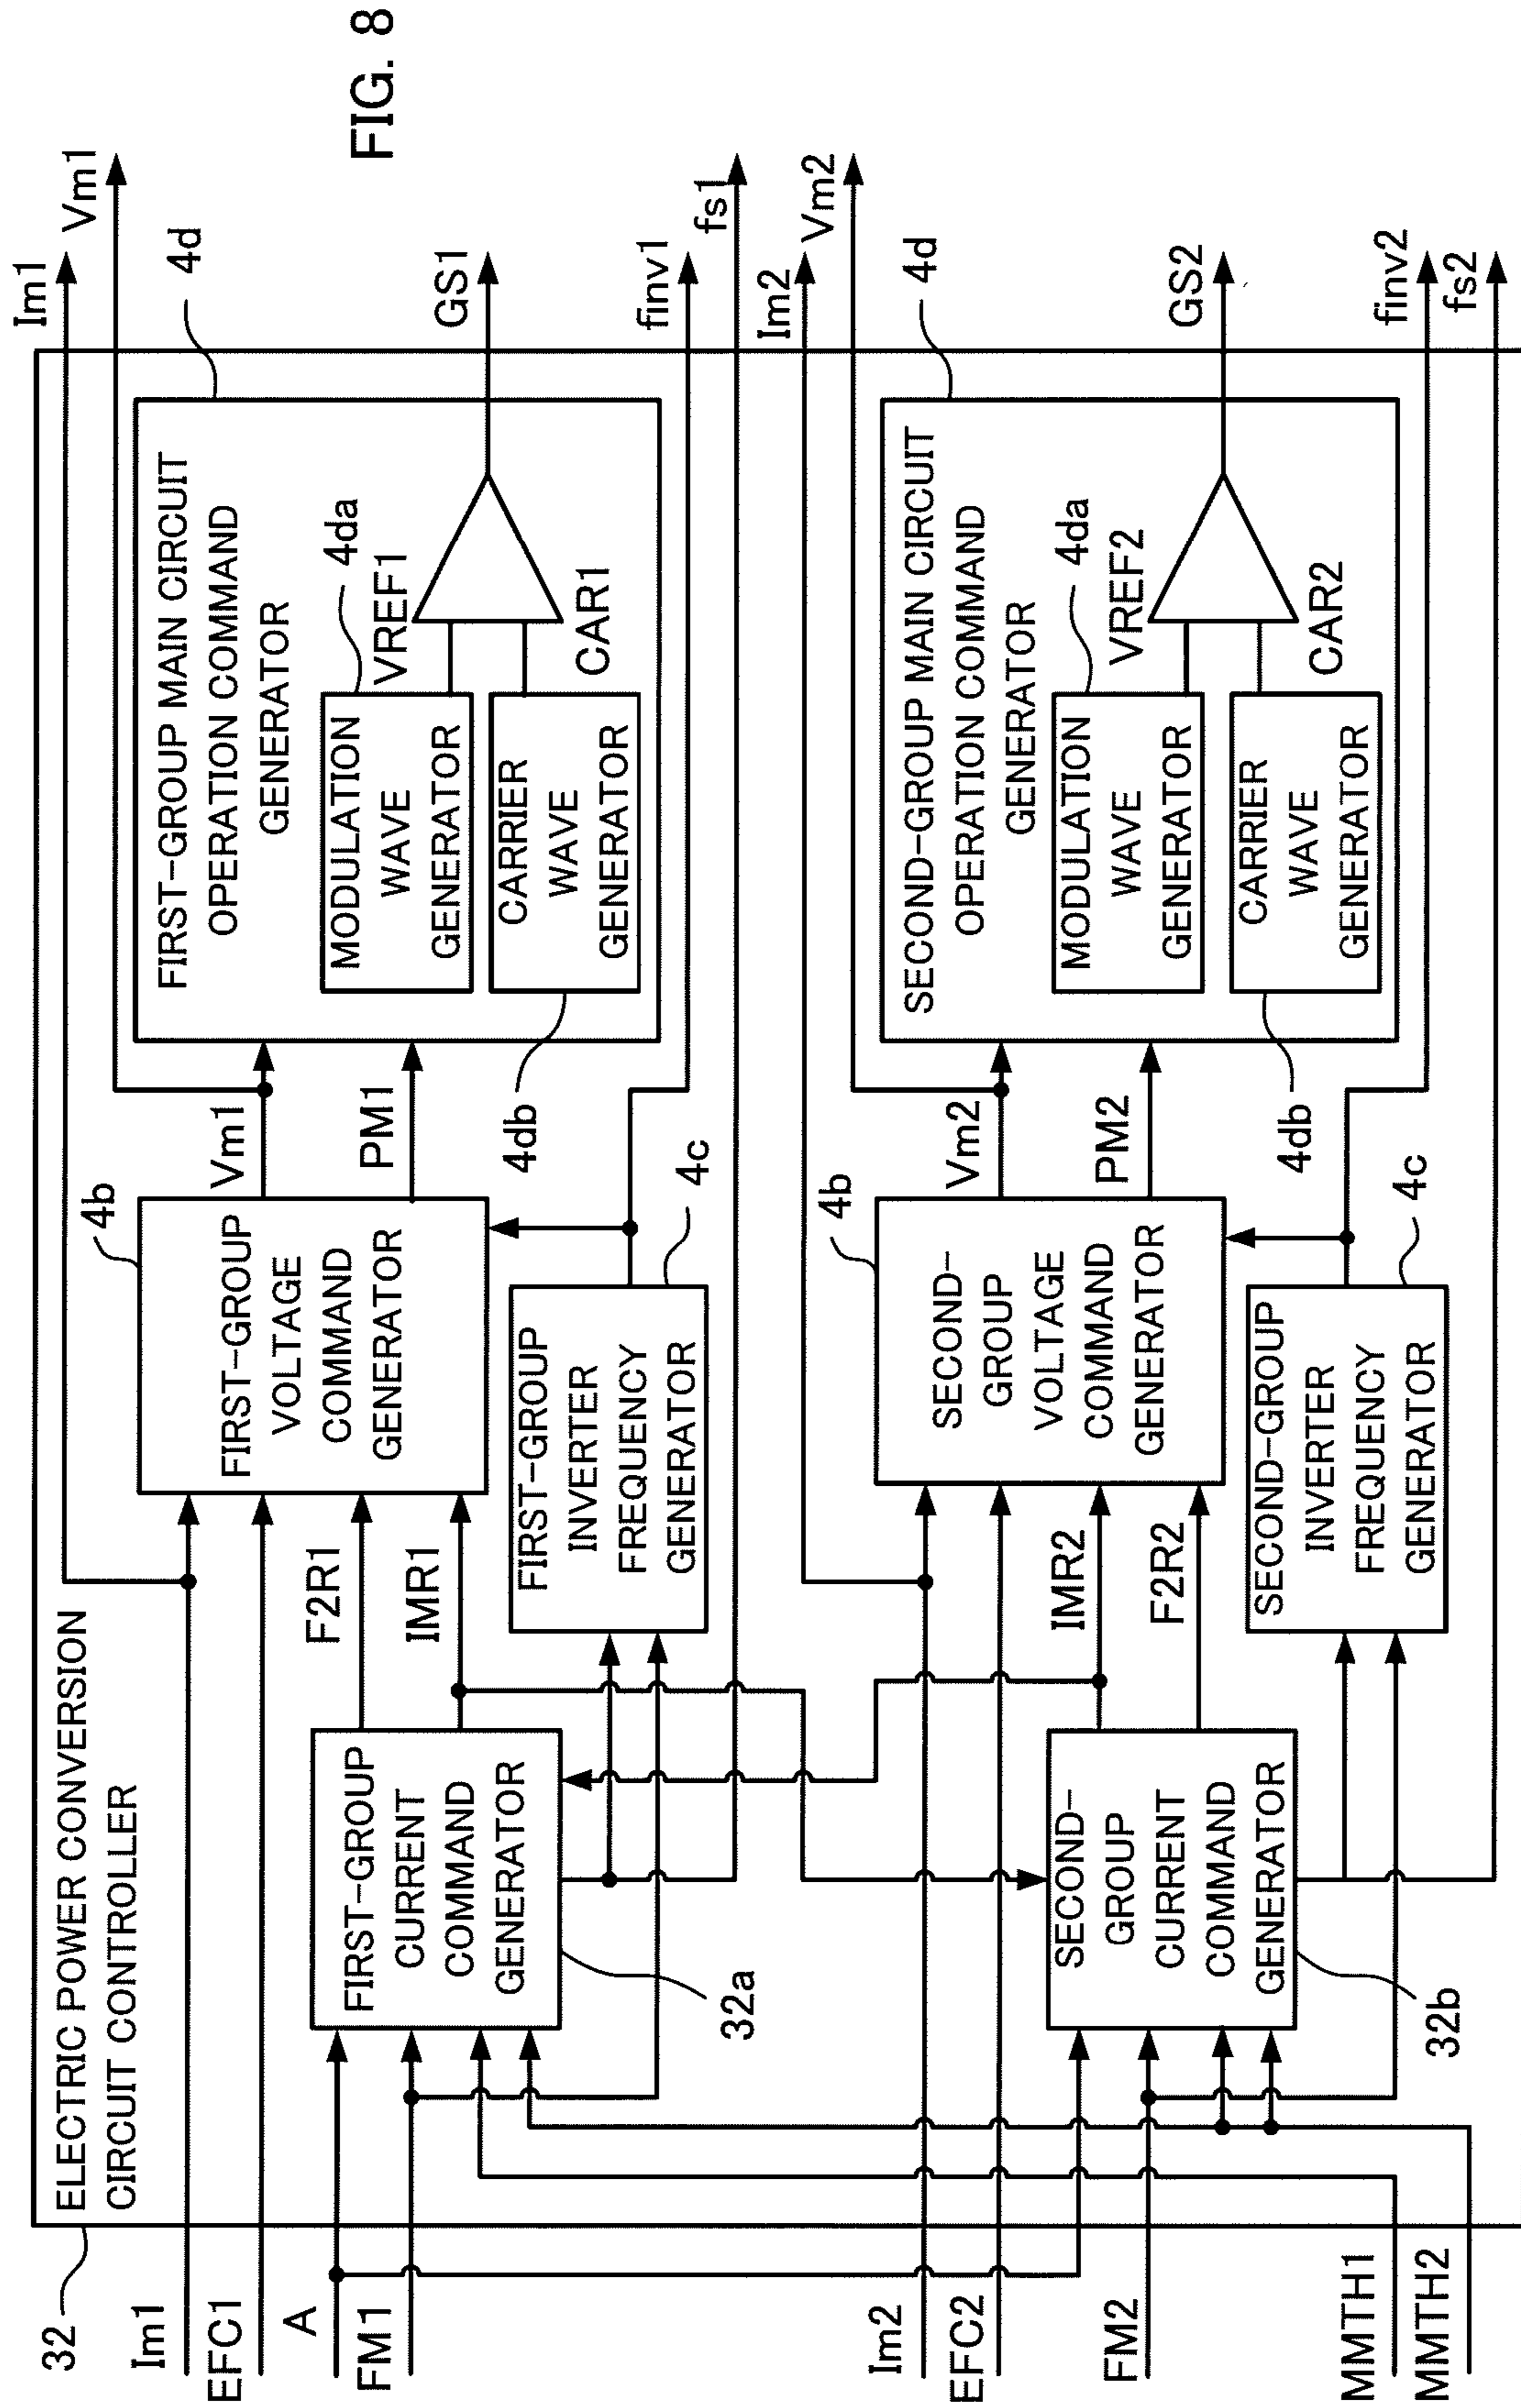 FIG. 8
32
ELECTRIC POWER CONVERSION
CIRCUIT CONTROLLER
Im1
EFC1
A
FM1
Im2
EFC2
FM2
MMTH1
MMTH2
FIRST-GROUP
CURRENT
COMMAND
GENERATOR
32a
F2R1
IMR1
4b
FIRST-GROUP
VOLTAGE
COMMAND
GENERATOR
FIRST-GROUP
INVERTER
FREQUENCY
GENERATOR
4c
Vm1
PM1
4d
FIRST-GROUP MAIN CIRCUIT
OPERATION COMMAND
GENERATOR
MODULATION
WAVE
GENERATOR
4da
VREF1
CARRIER
WAVE
GENERATOR
4db
CAR1
Im1
Vm1
GS1
finv1
fs1
SECOND-
GROUP
CURRENT
COMMAND
GENERATOR
32b
IMR2
F2R2
4b
SECOND-
GROUP
VOLTAGE
COMMAND
GENERATOR
SECOND-GROUP
INVERTER
FREQUENCY
GENERATOR
4c
Vm2
PM2
4d
SECOND-GROUP MAIN CIRCUIT
OPERATION COMMAND
GENERATOR
MODULATION
WAVE
GENERATOR
4da
VREF2
CARRIER
WAVE
GENERATOR
4db
CAR2
Im2
Vm2
GS2
finv2
fs2